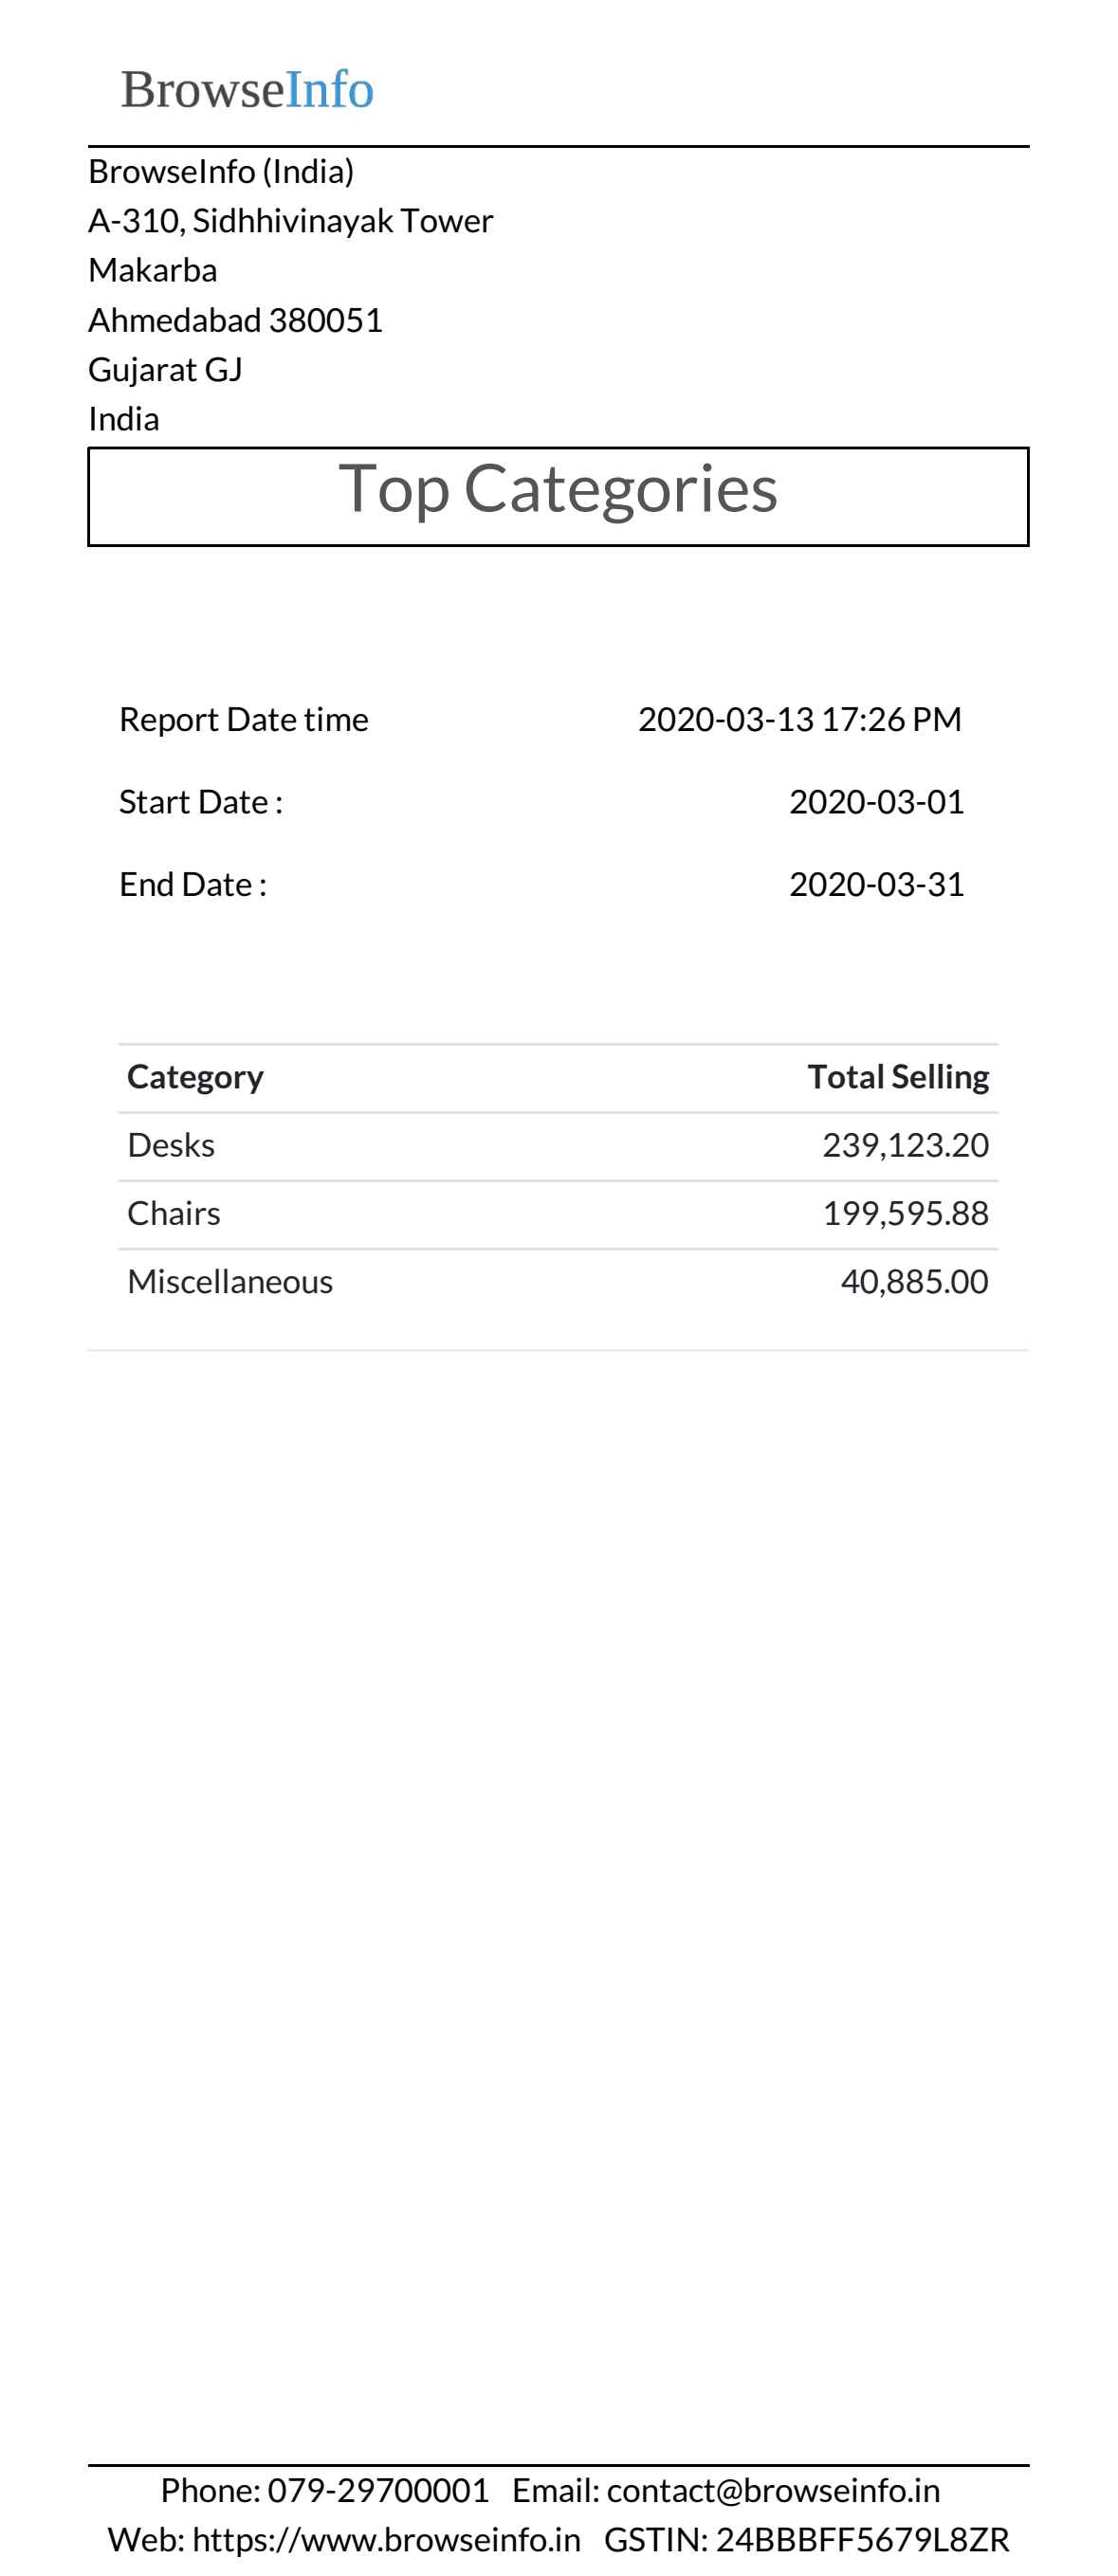 BrowseInfo
BrowseInfo (India)
A-310, Sidhhivinayak Tower
Makarba
Ahmedabad 380051
Gujarat GJ
India
Top Categories
Report Date time 2020-03-13 17:26 PM
Start Date : 2020-03-01
End Date : 2020-03-31
Category Total Selling
Desks 239,123.20
Chairs 199,595.88
Miscellaneous 40,885.00
Phone: 079-29700001 Email: contact@browseinfo.in
Web: https://www.browseinfo.in GSTIN: 24BBBFF5679L8ZR